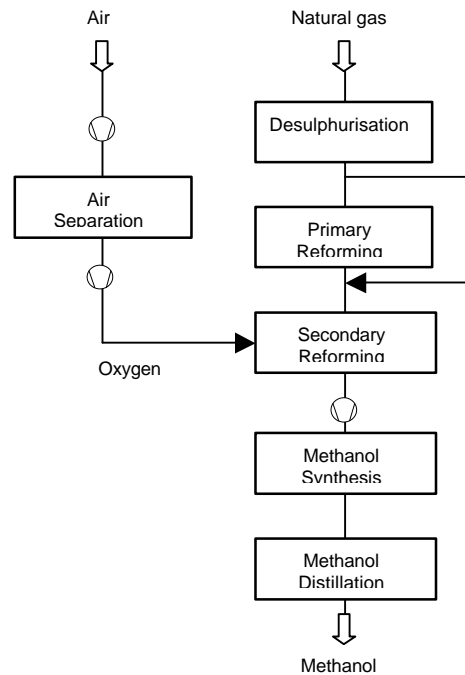 Air
Natural gas
Desulphurisation
Air
Separation
Primary
Reforming
Secondary
Reforming
Oxygen
Methanol
Synthesis
Methanol
Distillation
Methanol